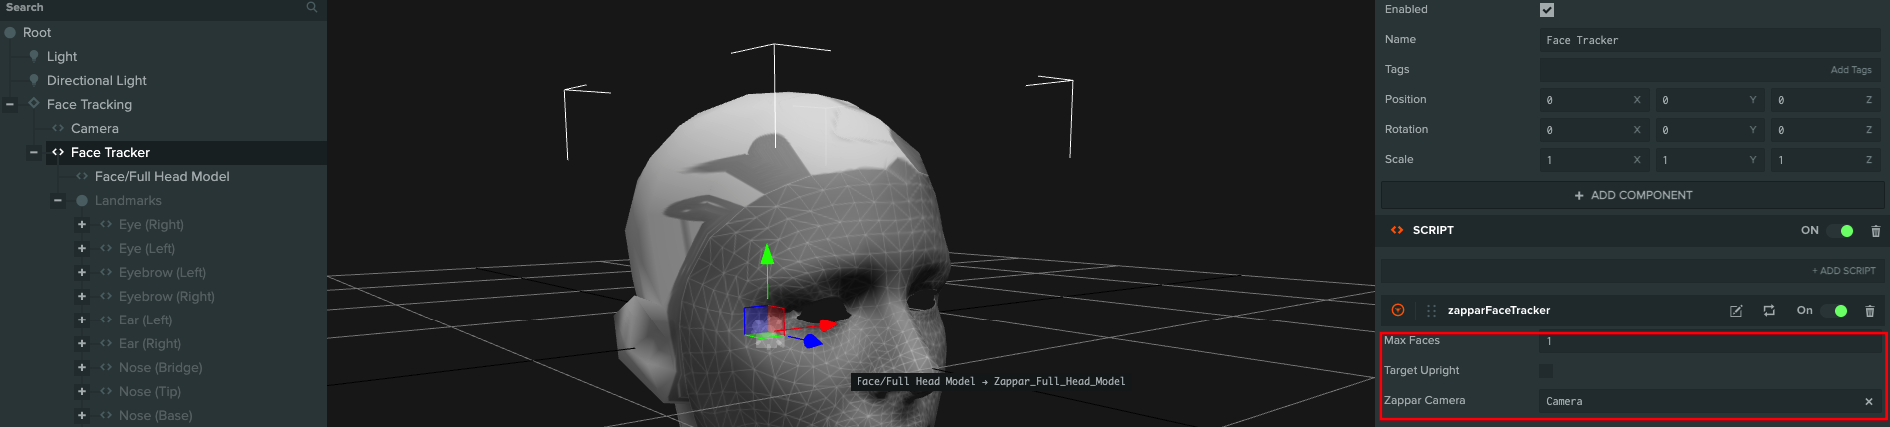 Search
Root
Light
Directional Light
Face Tracking
Camera
Face Tracker
Face/Full Head Model
Landmarks
Eye (Right)
Eye (Left)
Eyebrow (Left)
Eyebrow (Right)
Ear (Left)
Ear (Right)
Nose (Bridge)
Nose (Tip)
Nose (Base)
Face/Full Head Model → Zappar_Full_Head_Model
Enabled
Name Face Tracker
Tags Add Tags
Position 0 X 0 Y 0 Z
Rotation 0 X 0 Y 0 Z
Scale 1 X 1 Y 1 Z
+ ADD COMPONENT
SCRIPT ON
+ ADD SCRIPT
zapparFaceTracker On
Max Faces 1
Target Upright
Zappar Camera Camera